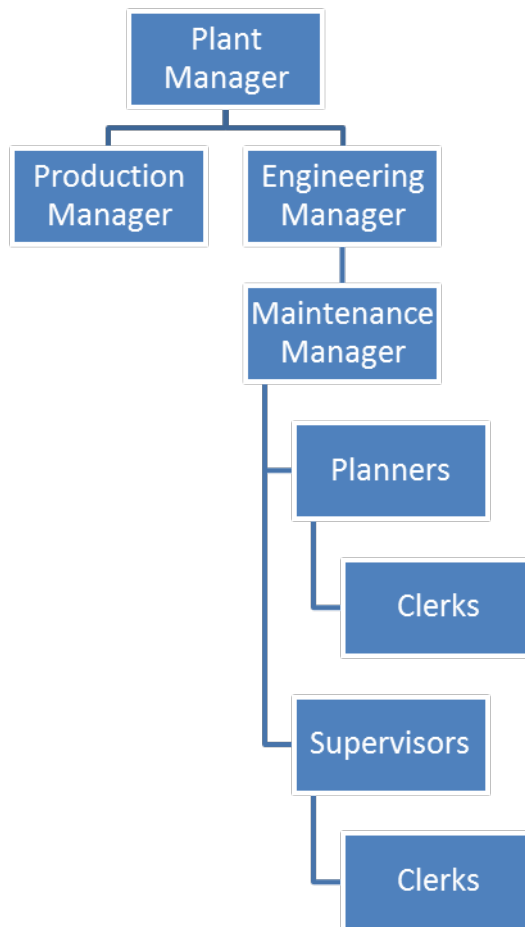 Plant
Manager
Production
Manager
Engineering
Manager
Maintenance
Manager
Planners
Clerks
Supervisors
Clerks